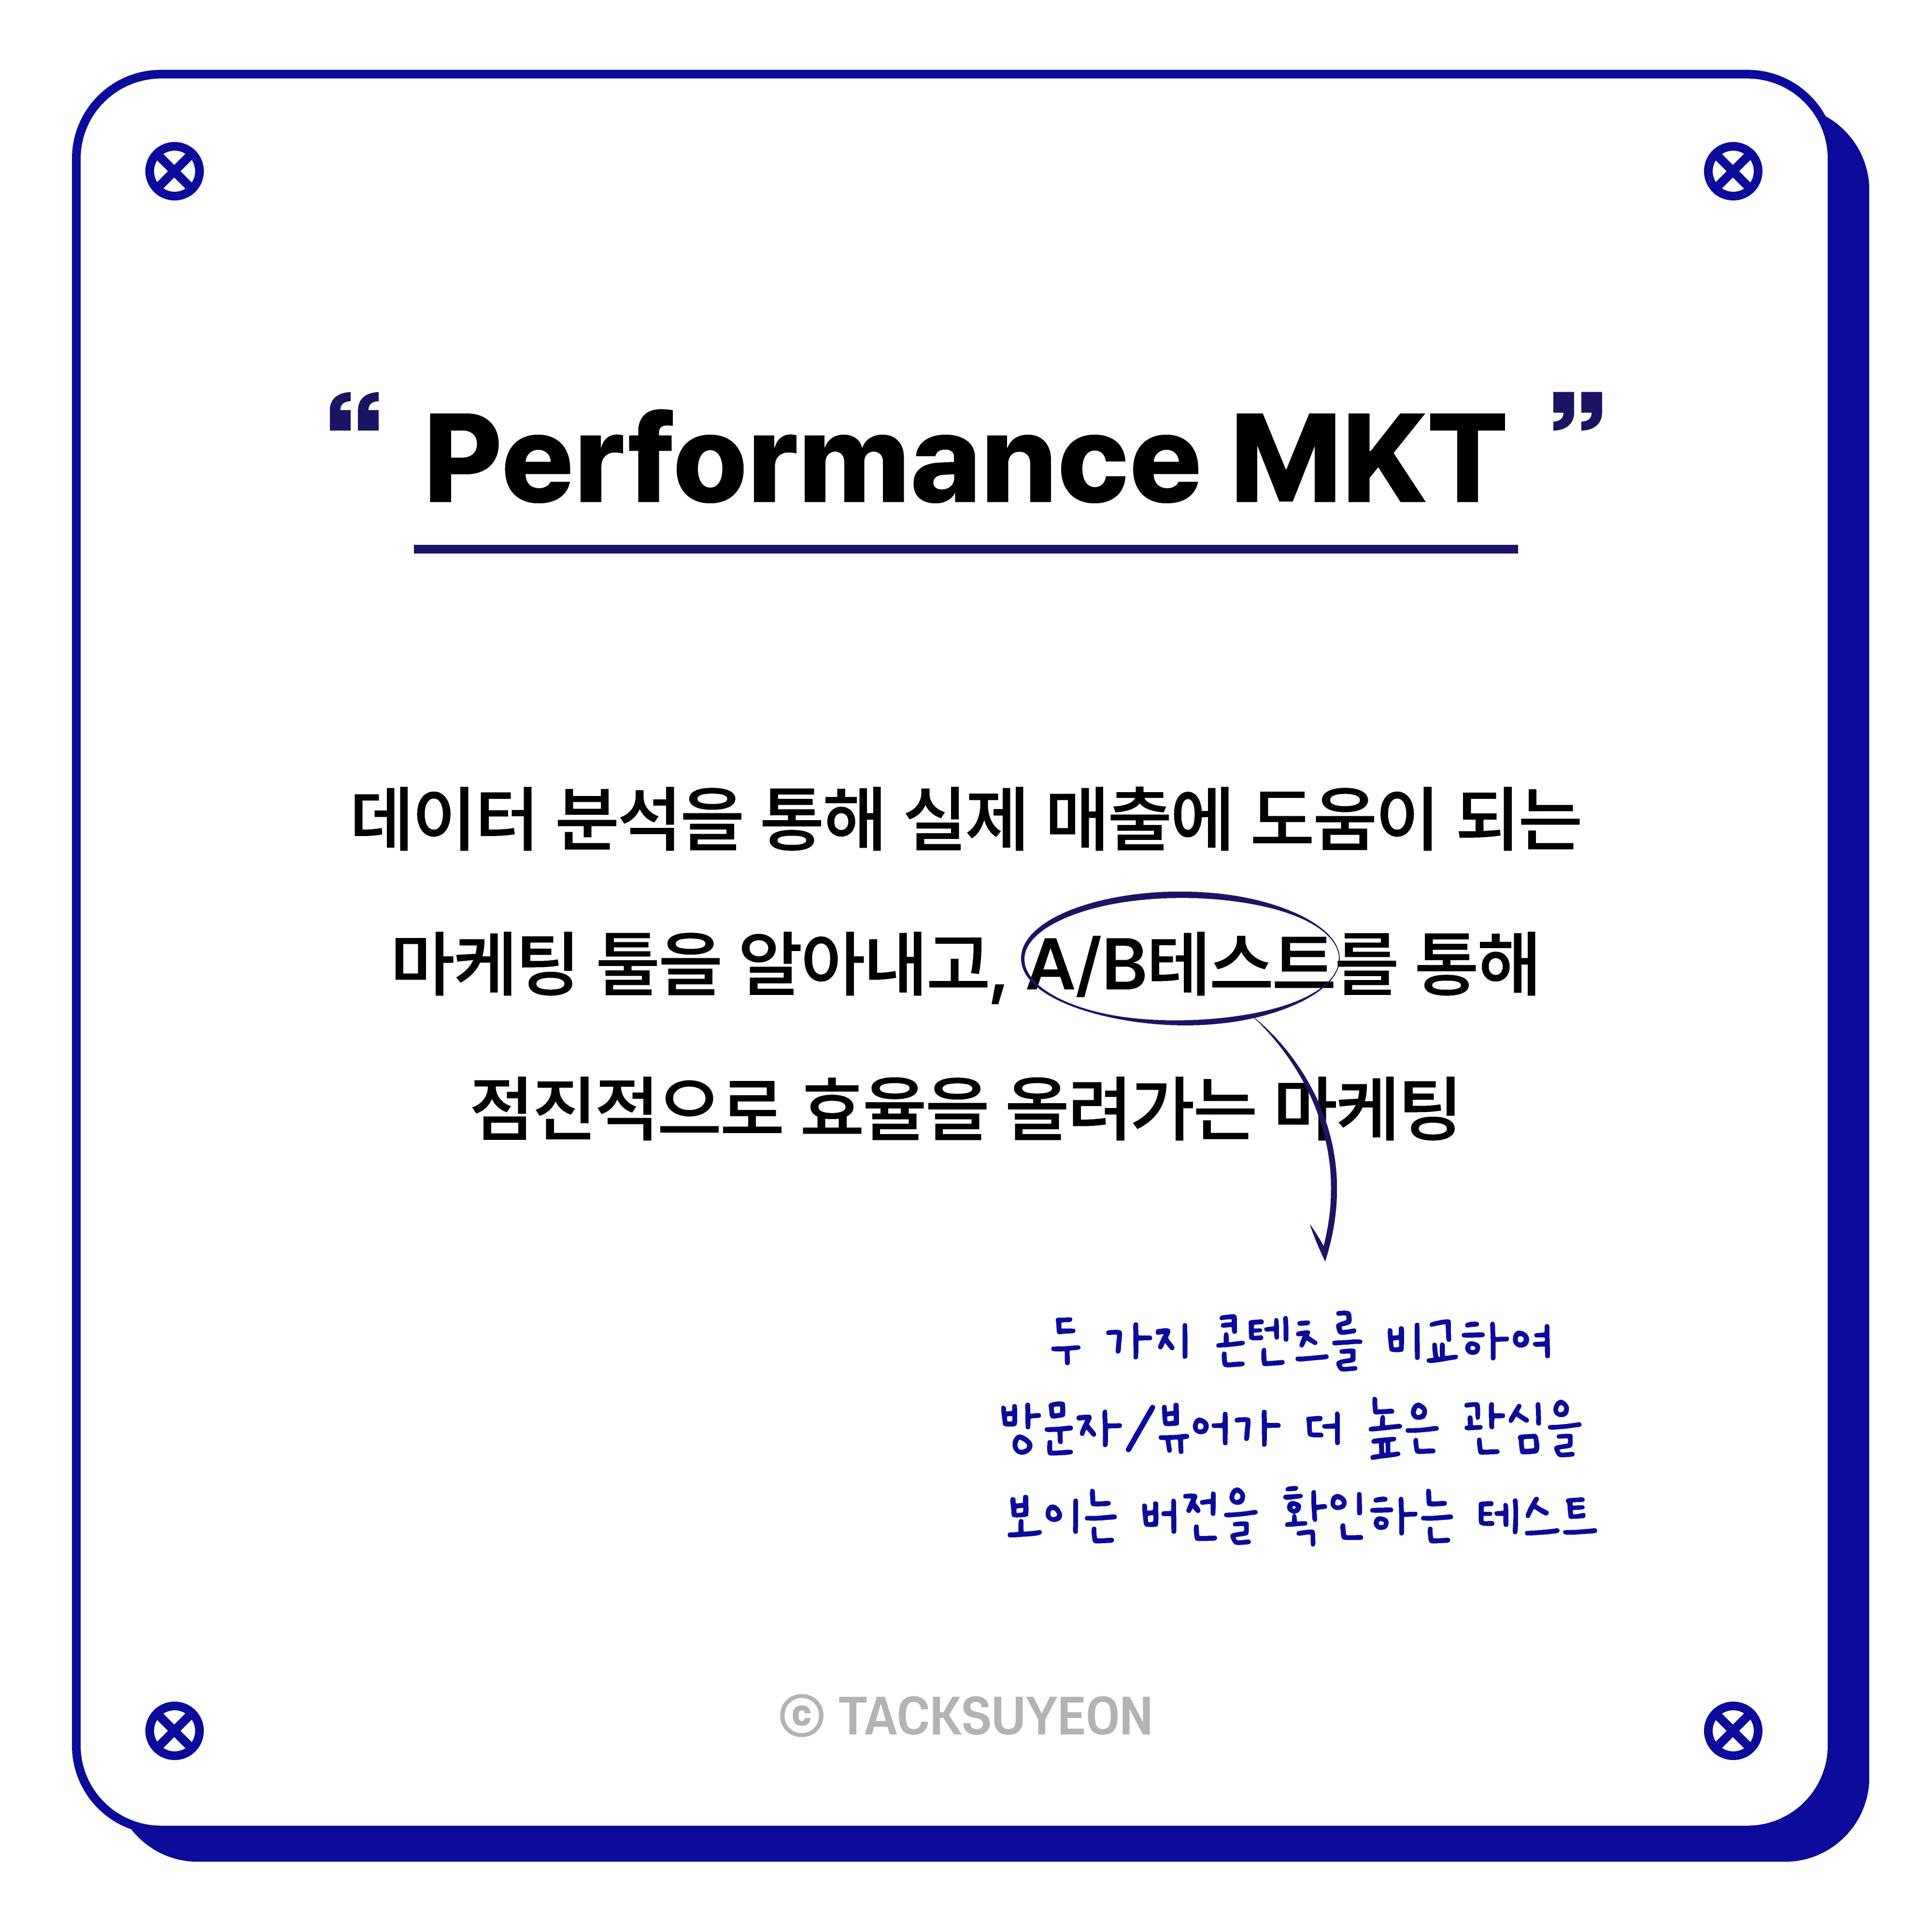 “ Performance MKT ”
데이터 분석을 통해 실제 매출에 도움이 되는
마케팅 툴을 알아내고, A/B테스트를 통해
점진적으로 효율을 올려가는 마케팅
두 가지 콘텐츠를 비교하여
방문자/뷰어가 더 높은 관심을
보이는 버전을 확인하는 테스트
© TACKSUYEON